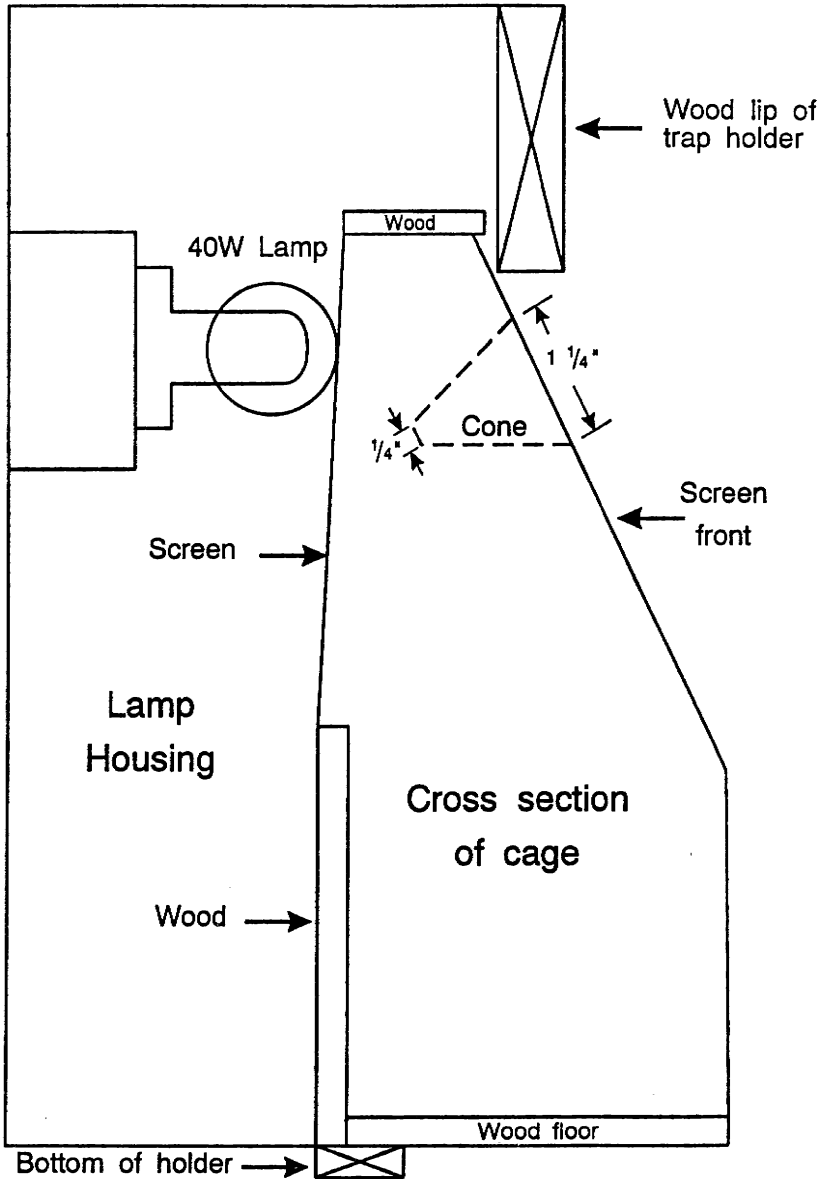 Wood lip of
trap holder
Wood
40W Lamp
1 1/4"
Cone
1/4"
Screen
front
Screen
Lamp
Housing
Cross section
of cage
Wood
Wood floor
Bottom of holder